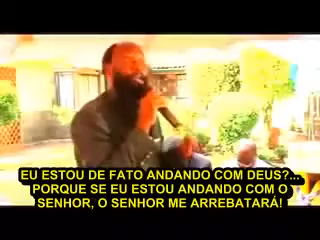 EU ESTOU DE FATO ANDANDO COM DEUS?...
PORQUE SE EU ESTOU ANDANDO COM O
SENHOR, O SENHOR ME ARREBATARÁ!